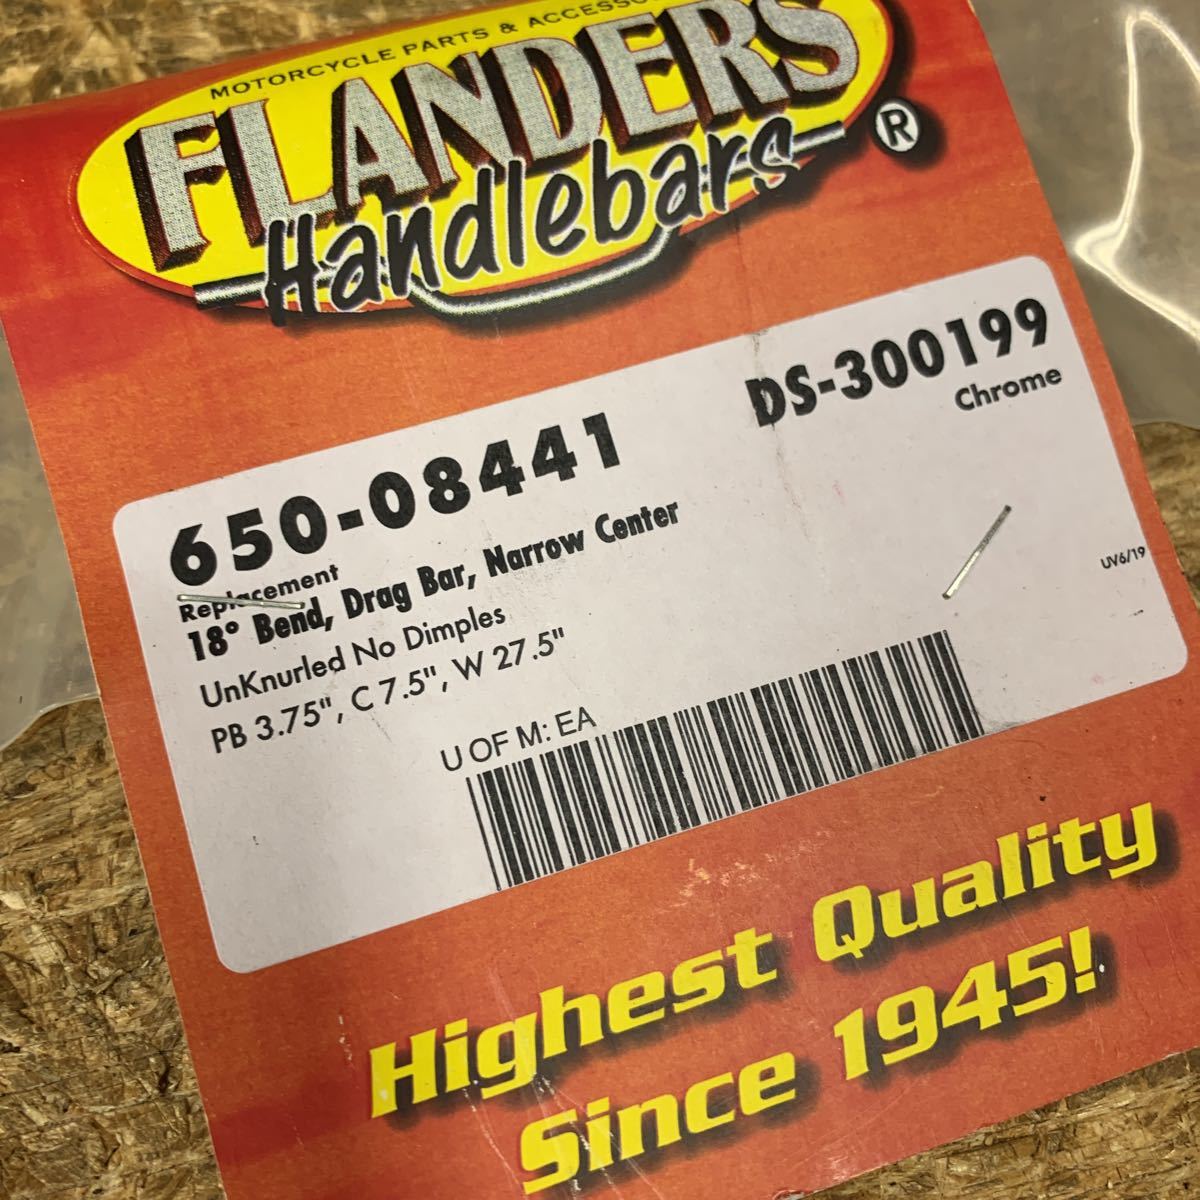 MOTORCYCLE PARTS & ACCESSO
FLANDERS®
Handlebars
DS-300199
Chrome
650-08441
Replacement
18° Bend, Drag Bar, Narrow Center
UnKnurled No Dimples
PB 3.75", C 7.5", W 27.5"
UV6/19
U OF M: EA
Highest Quality
Since 1945!